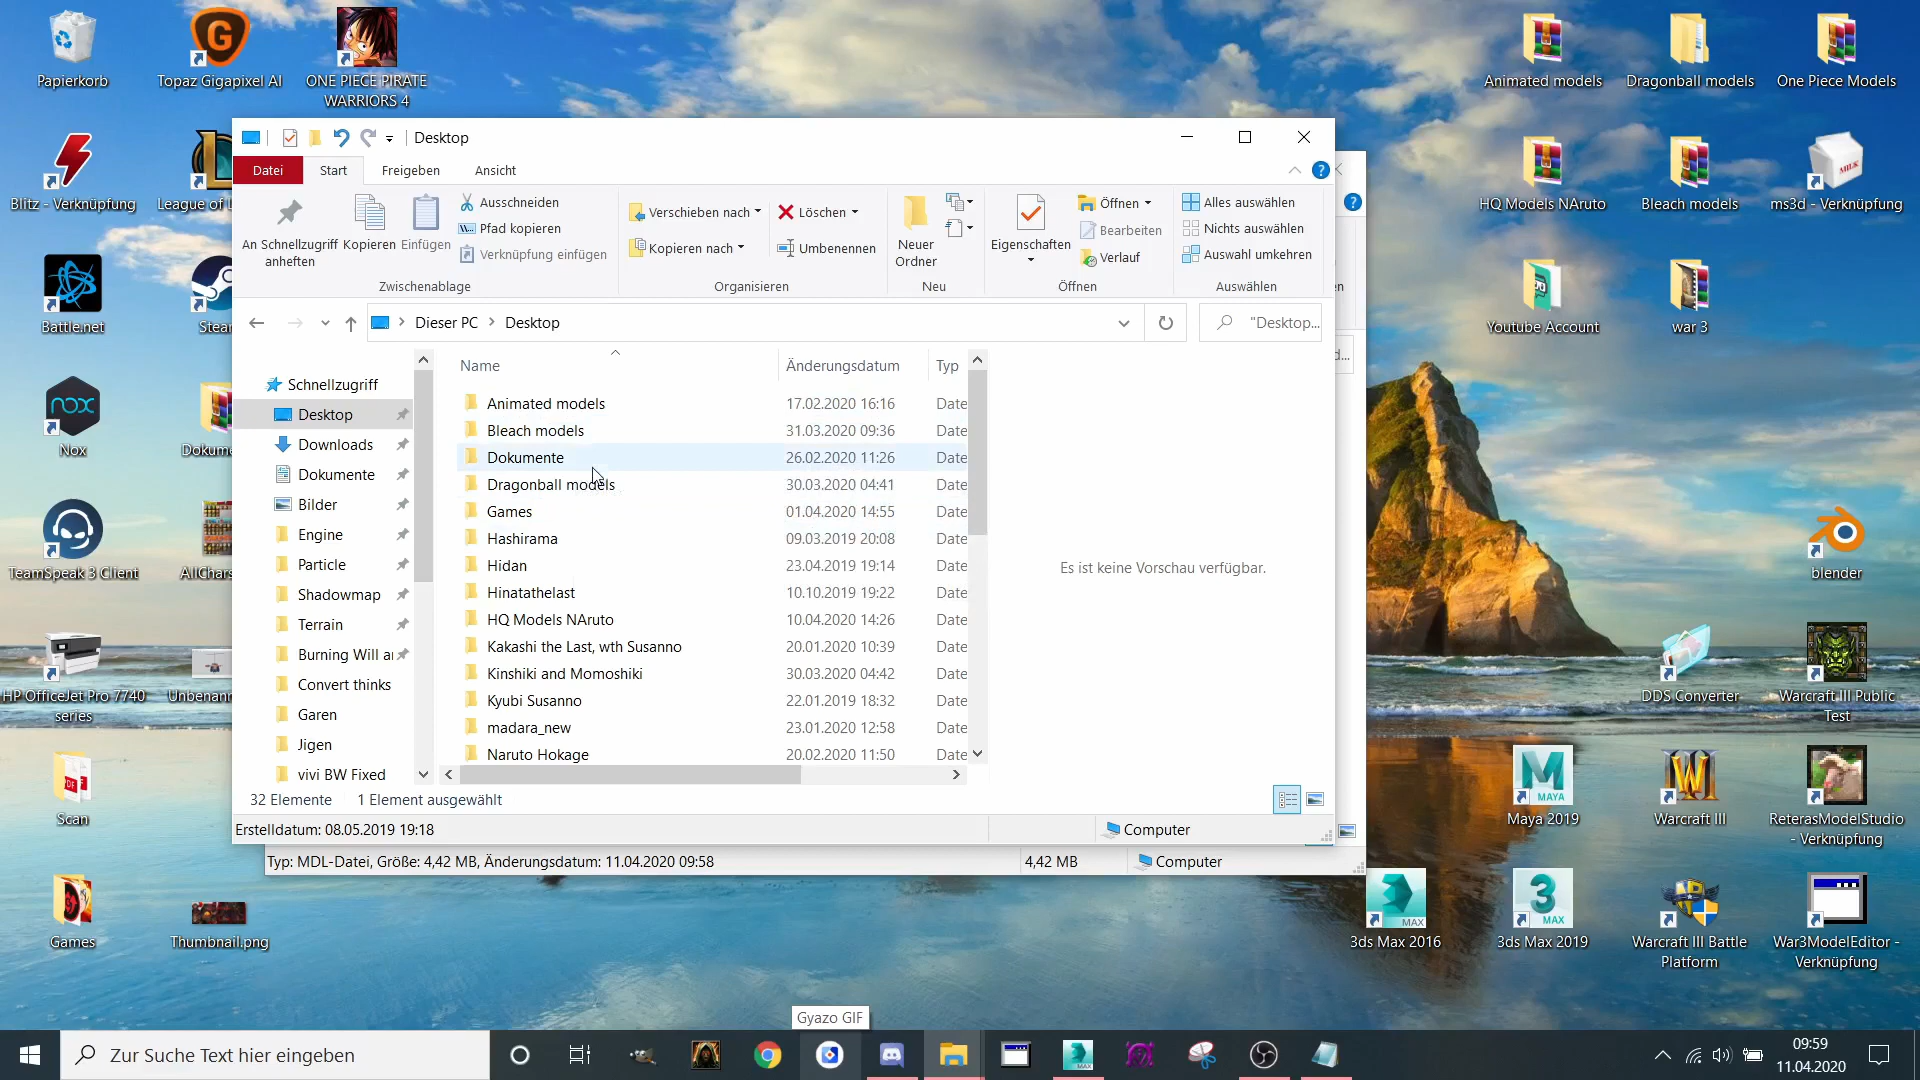 Papierkorb
Topaz Gigapixel AI
ONE PIECE PIRATE
WARRIORS 4
Animated models
Dragonball models
One Piece Models
Blitz - Verknüpfung
League of L
HQ Models NAruto
Bleach models
MILK
ms3d - Verknüpfung
Battle.net
Stea
Youtube Account
war 3
nox
Nox
Dokum
TeamSpeak 3 Client
AllChars
blender
HP OfficeJet Pro 7740
series
Unbenann
DDS Converter
Warcraft III Public
Test
PDF
Scan
MAYA
Maya 2019
Warcraft III
ReterasModelStudio
- Verknüpfung
Games
Thumbnail.png
MAX
3ds Max 2016
3
MAX
3ds Max 2019
Warcraft III Battle
Platform
War3ModelEditor -
Verknüpfung
Desktop
Datei
Start
Freigeben
Ansicht
An Schnellzugriff
anheften
Kopieren
Einfügen
Ausschneiden
Pfad kopieren
Verknüpfung einfügen
Zwischenablage
Verschieben nach
Kopieren nach
Löschen
Umbenennen
Organisieren
Neuer
Ordner
Neu
Eigenschaften
Öffnen
Bearbeiten
Verlauf
Öffnen
Alles auswählen
Nichts auswählen
Auswahl umkehren
Auswählen
en
Dieser PC
Desktop
"Desktop...
d...
Schnellzugriff
Desktop
Downloads
Dokumente
Bilder
Engine
Particle
Shadowmap
Terrain
Burning Will a
Convert thinks
Garen
Jigen
vivi BW Fixed
Name Änderungsdatum Typ
Animated models 17.02.2020 16:16 Date
Bleach models 31.03.2020 09:36 Date
Dokumente 26.02.2020 11:26 Date
Dragonball models 30.03.2020 04:41 Date
Games 01.04.2020 14:55 Date
Hashirama 09.03.2019 20:08 Date
Hidan 23.04.2019 19:14 Date
Hinatathelast 10.10.2019 19:22 Date
HQ Models NAruto 10.04.2020 14:26 Date
Kakashi the Last, wth Susanno 20.01.2020 10:39 Date
Kinshiki and Momoshiki 30.03.2020 04:42 Date
Kyubi Susanno 22.01.2019 18:32 Date
madara_new 23.01.2020 12:58 Date
Naruto Hokage 20.02.2020 11:50 Date
Es ist keine Vorschau verfügbar.
32 Elemente 1 Element ausgewählt
Erstelldatum: 08.05.2019 19:18
Computer
Typ: MDL-Datei, Größe: 4,42 MB, Änderungsdatum: 11.04.2020 09:58
4,42 MB
Computer
Gyazo GIF
Zur Suche Text hier eingeben
09:59
11.04.2020